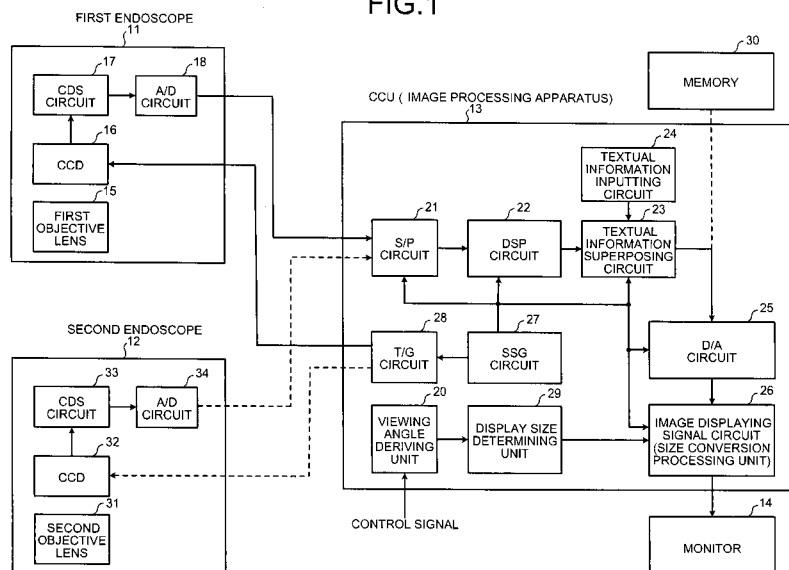 FIG.1
FIRST ENDOSCOPE
11
17
CDS
CIRCUIT
18
A/D
CIRCUIT
16
CCD
15
FIRST
OBJECTIVE
LENS
SECOND
ENDOSCOPE
12
33
CDS
CIRCUIT
34
A/D
CIRCUIT
32
CCD
31
SECOND
OBJECTIVE
LENS
CCU ( IMAGE PROCESSING APPARATUS)
13
30
MEMORY
24
TEXTUAL
INFORMATION
INPUTTING
CIRCUIT
21
S/P
CIRCUIT
22
DSP
CIRCUIT
23
TEXTUAL
INFORMATION
SUPERPOSING
CIRCUIT
28
T/G
CIRCUIT
27
SSG
CIRCUIT
25
D/A
CIRCUIT
20
VIEWING
ANGLE
DERIVING
UNIT
29
DISPLAY SIZE
DETERMINING
UNIT
26
IMAGE DISPLAYING
SIGNAL CIRCUIT
(SIZE CONVERSION
PROCESSING UNIT)
CONTROL SIGNAL
14
MONITOR